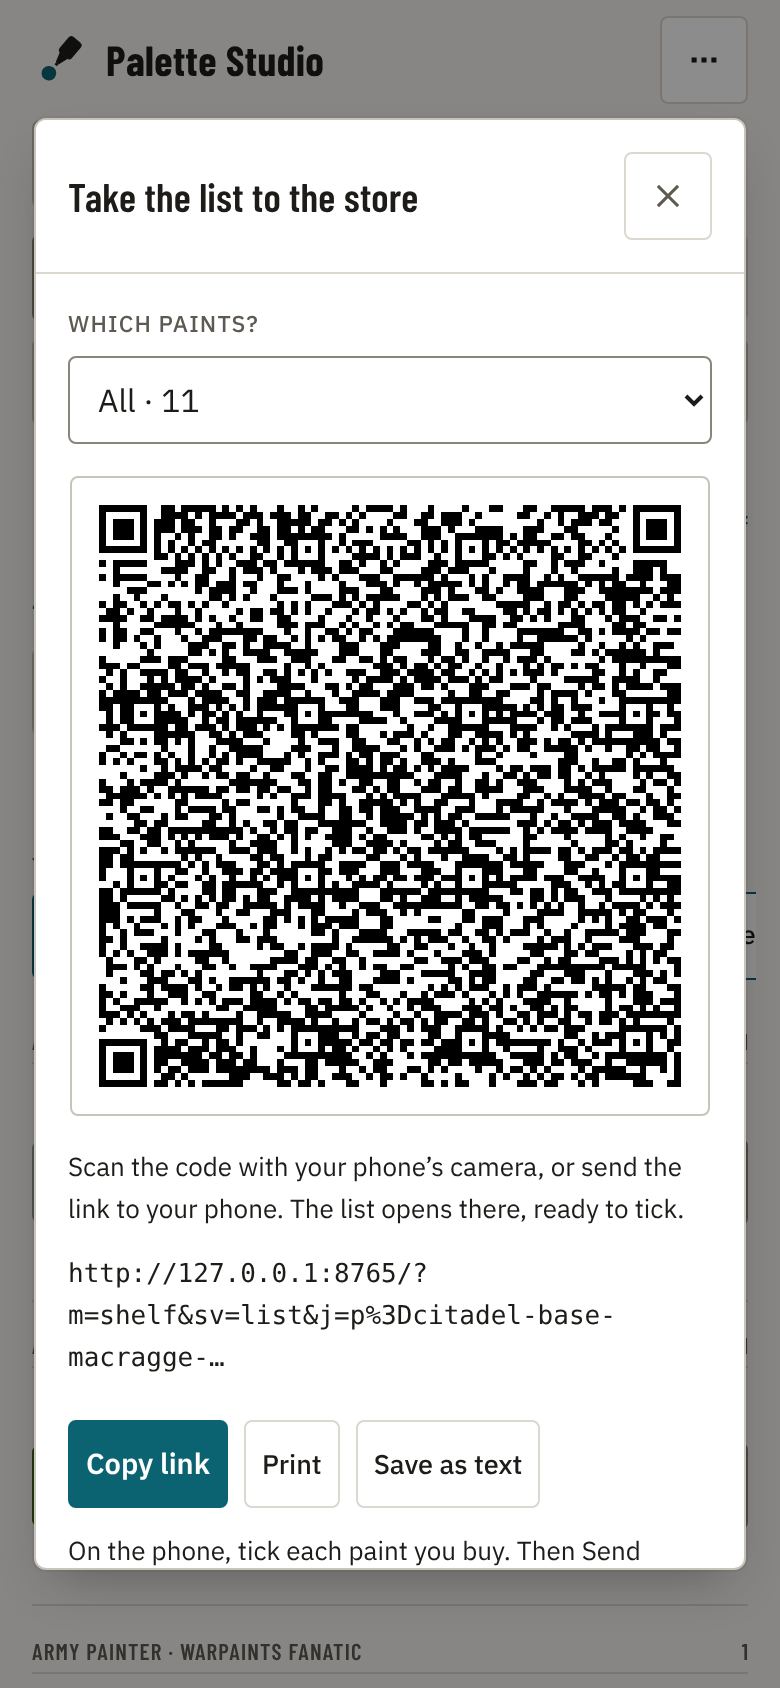 Palette Studio
...
Take the list to the store
WHICH PAINTS?
All · 11
Scan the code with your phone’s camera, or send the
link to your phone. The list opens there, ready to tick.
http://127.0.0.1:8765/?
m=shelf&sv=list&j=p%3Dcitadel-base-
macragge-…
Copy link
Print
Save as text
On the phone, tick each paint you buy. Then Send
ARMY PAINTER · WARPAINTS FANATIC
1